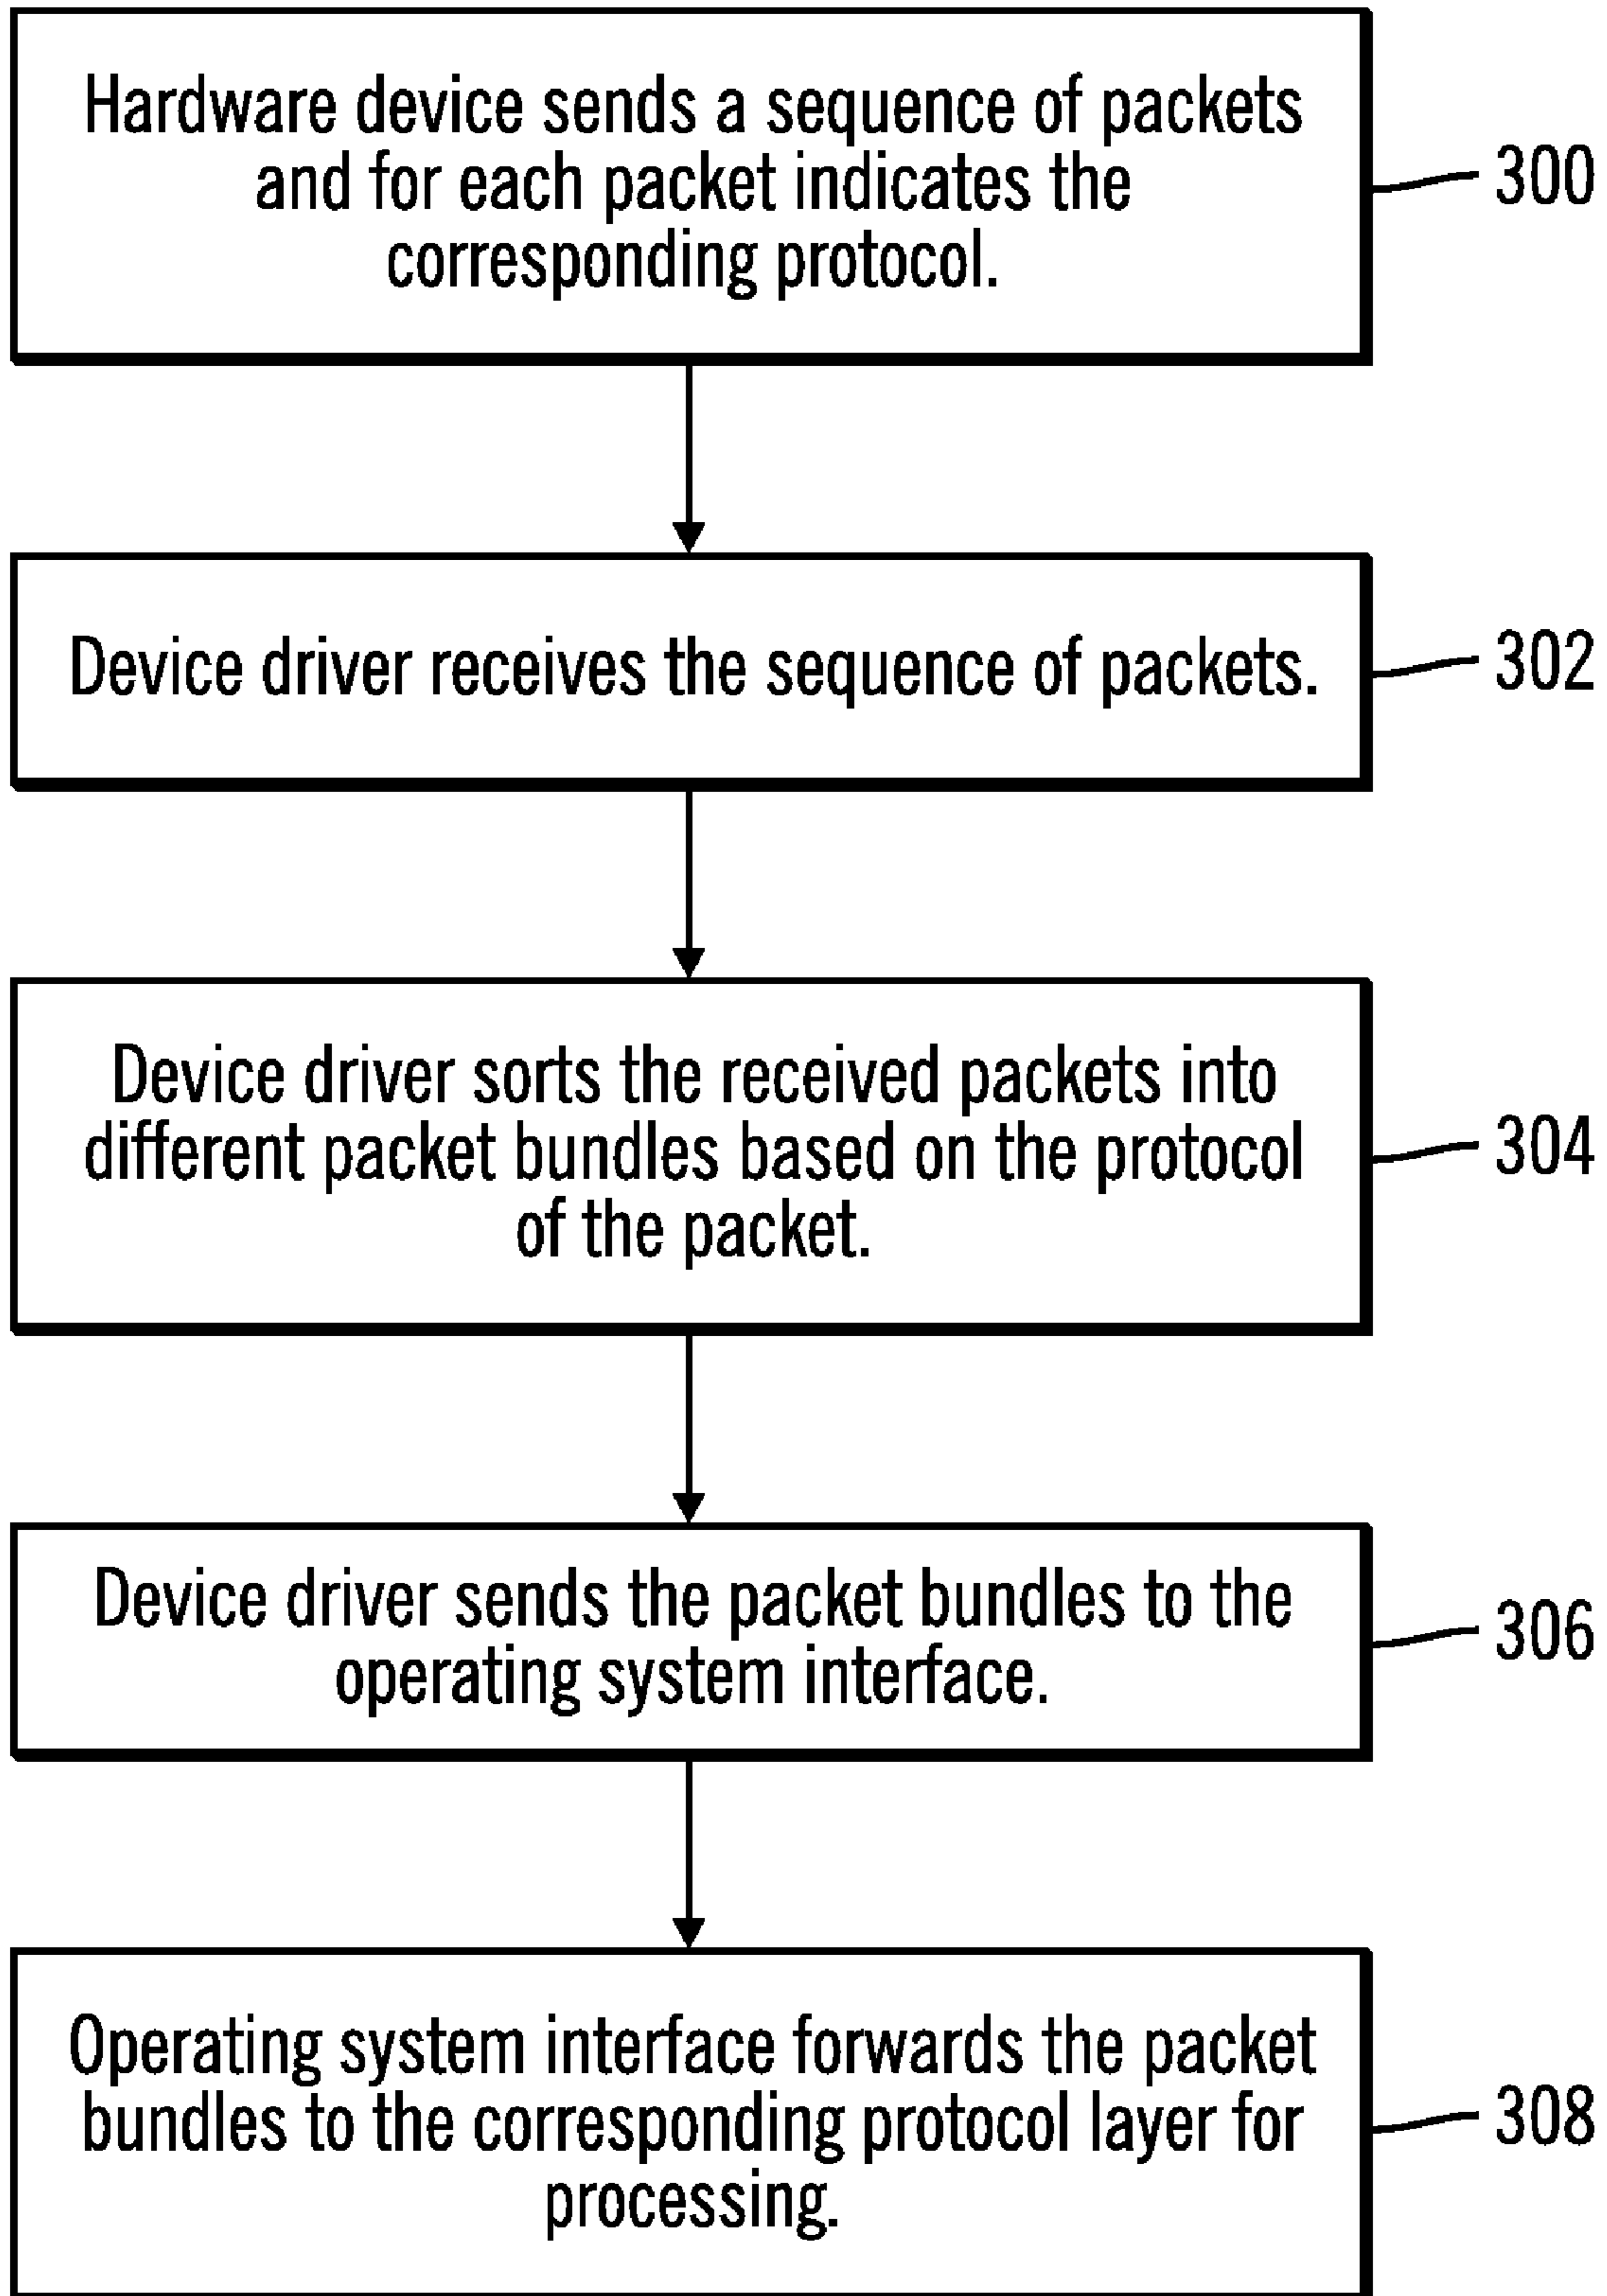 Hardware device sends a sequence of packets
and for each packet indicates the
corresponding protocol.
300
Device driver receives the sequence of packets.
302
Device driver sorts the received packets into
different packet bundles based on the protocol
of the packet.
304
Device driver sends the packet bundles to the
operating system interface.
306
Operating system interface forwards the packet
bundles to the corresponding protocol layer for
processing.
308